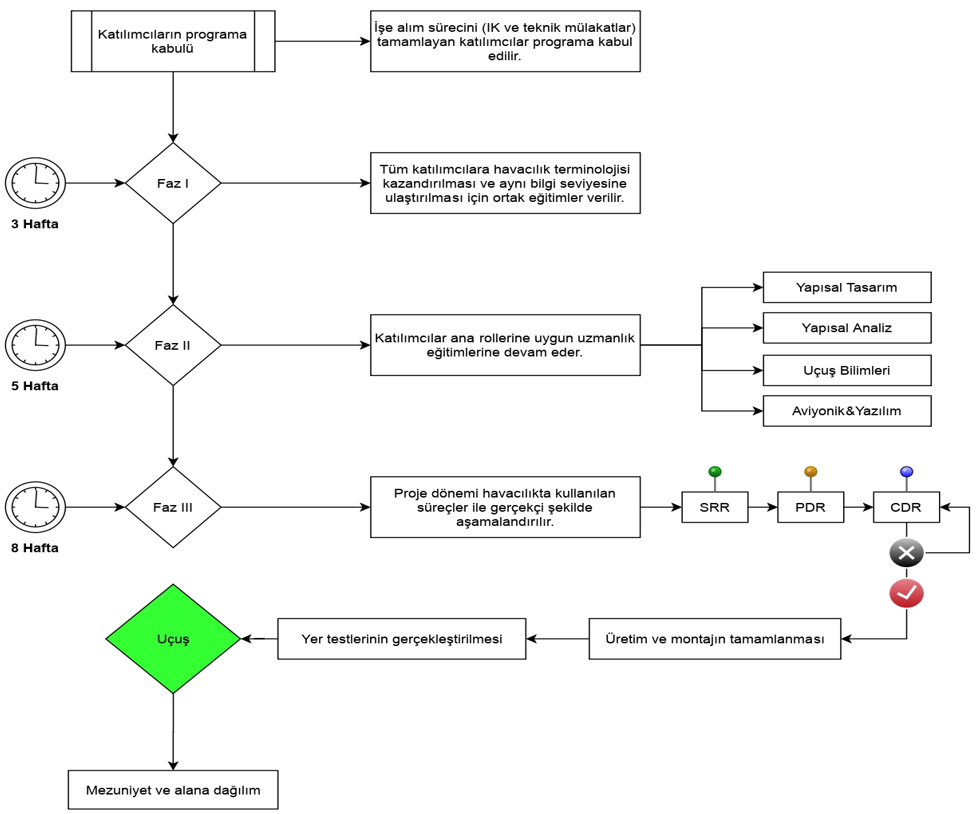 Katılımcıların programa
kabulü
İşe alım sürecini (IK ve teknik mülakatlar)
tamamlayan katılımcılar programa kabul
edilir.
Faz I
3 Hafta
Tüm katılımcılara havacılık terminolojisi
kazandırılması ve aynı bilgi seviyesine
ulaştırılması için ortak eğitimler verilir.
Faz II
5 Hafta
Katılımcılar ana rollerine uygun uzmanlık
eğitimlerine devam eder.
Yapısal Tasarım
Yapısal Analiz
Uçuş Bilimleri
Aviyonik&Yazılım
Faz III
8 Hafta
Proje dönemi havacılıkta kullanılan
süreçler ile gerçekçi şekilde
aşamalandırılır.
SRR
PDR
CDR
Üretim ve montajın tamamlanması
Yer testlerinin gerçekleştirilmesi
Uçuş
Mezuniyet ve alana dağılım